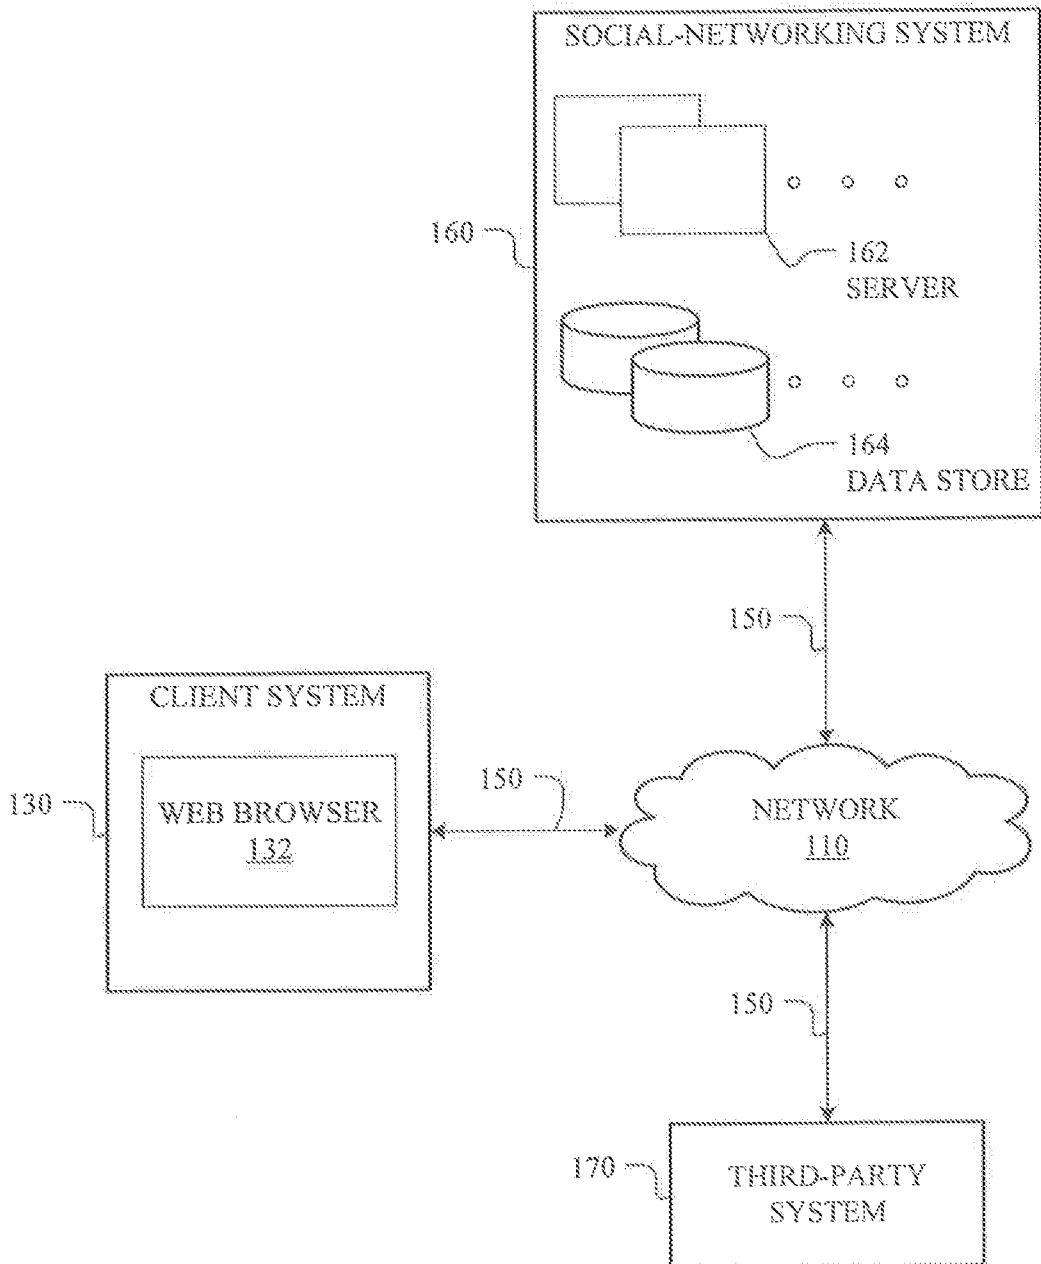 SOCIAL-NETWORKING SYSTEM
160
162
SERVER
164
DATA STORE
150
CLIENT SYSTEM
130
WEB BROWSER
132
150
NETWORK
110
150
170
THIRD-PARTY
SYSTEM